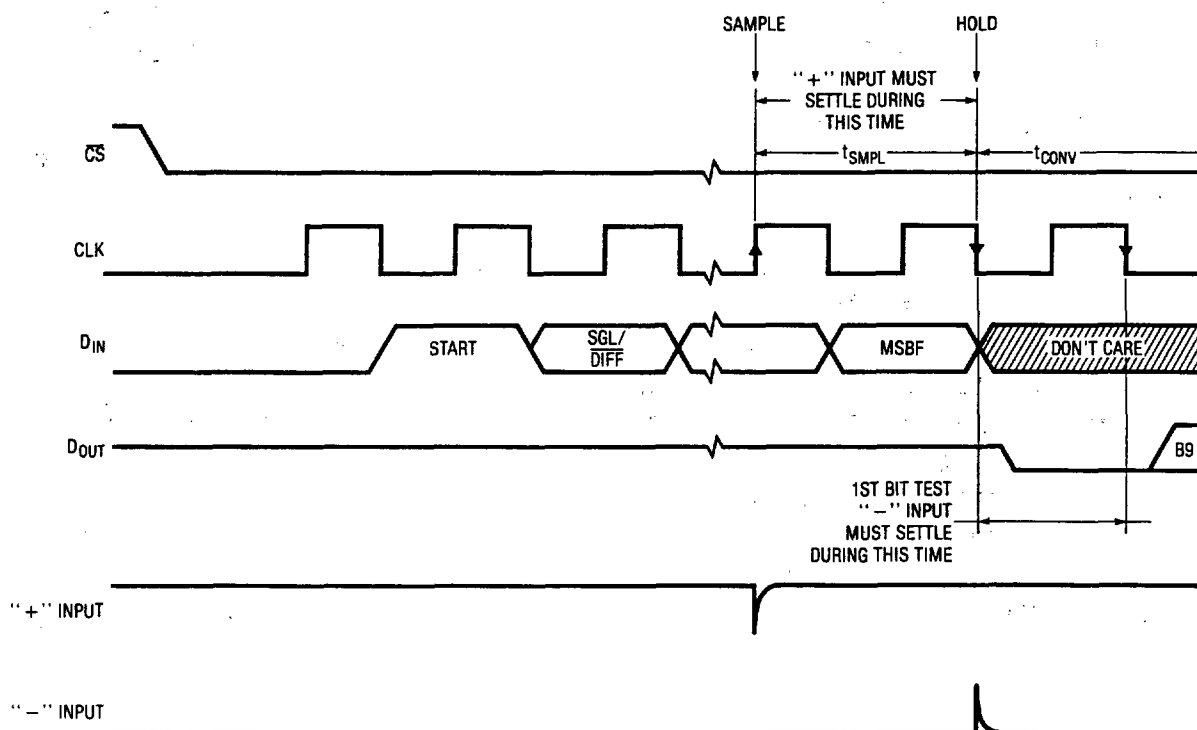 SAMPLE
HOLD
"+" INPUT MUST
SETTLE DURING
THIS TIME
CS
tSMPL
tCONV
CLK
DIN
START
SGL/
DIFF
MSBF
DON'T CARE
DOUT
B9
1ST BIT TEST
"−" INPUT
MUST SETTLE
DURING THIS TIME
"+" INPUT
"−" INPUT